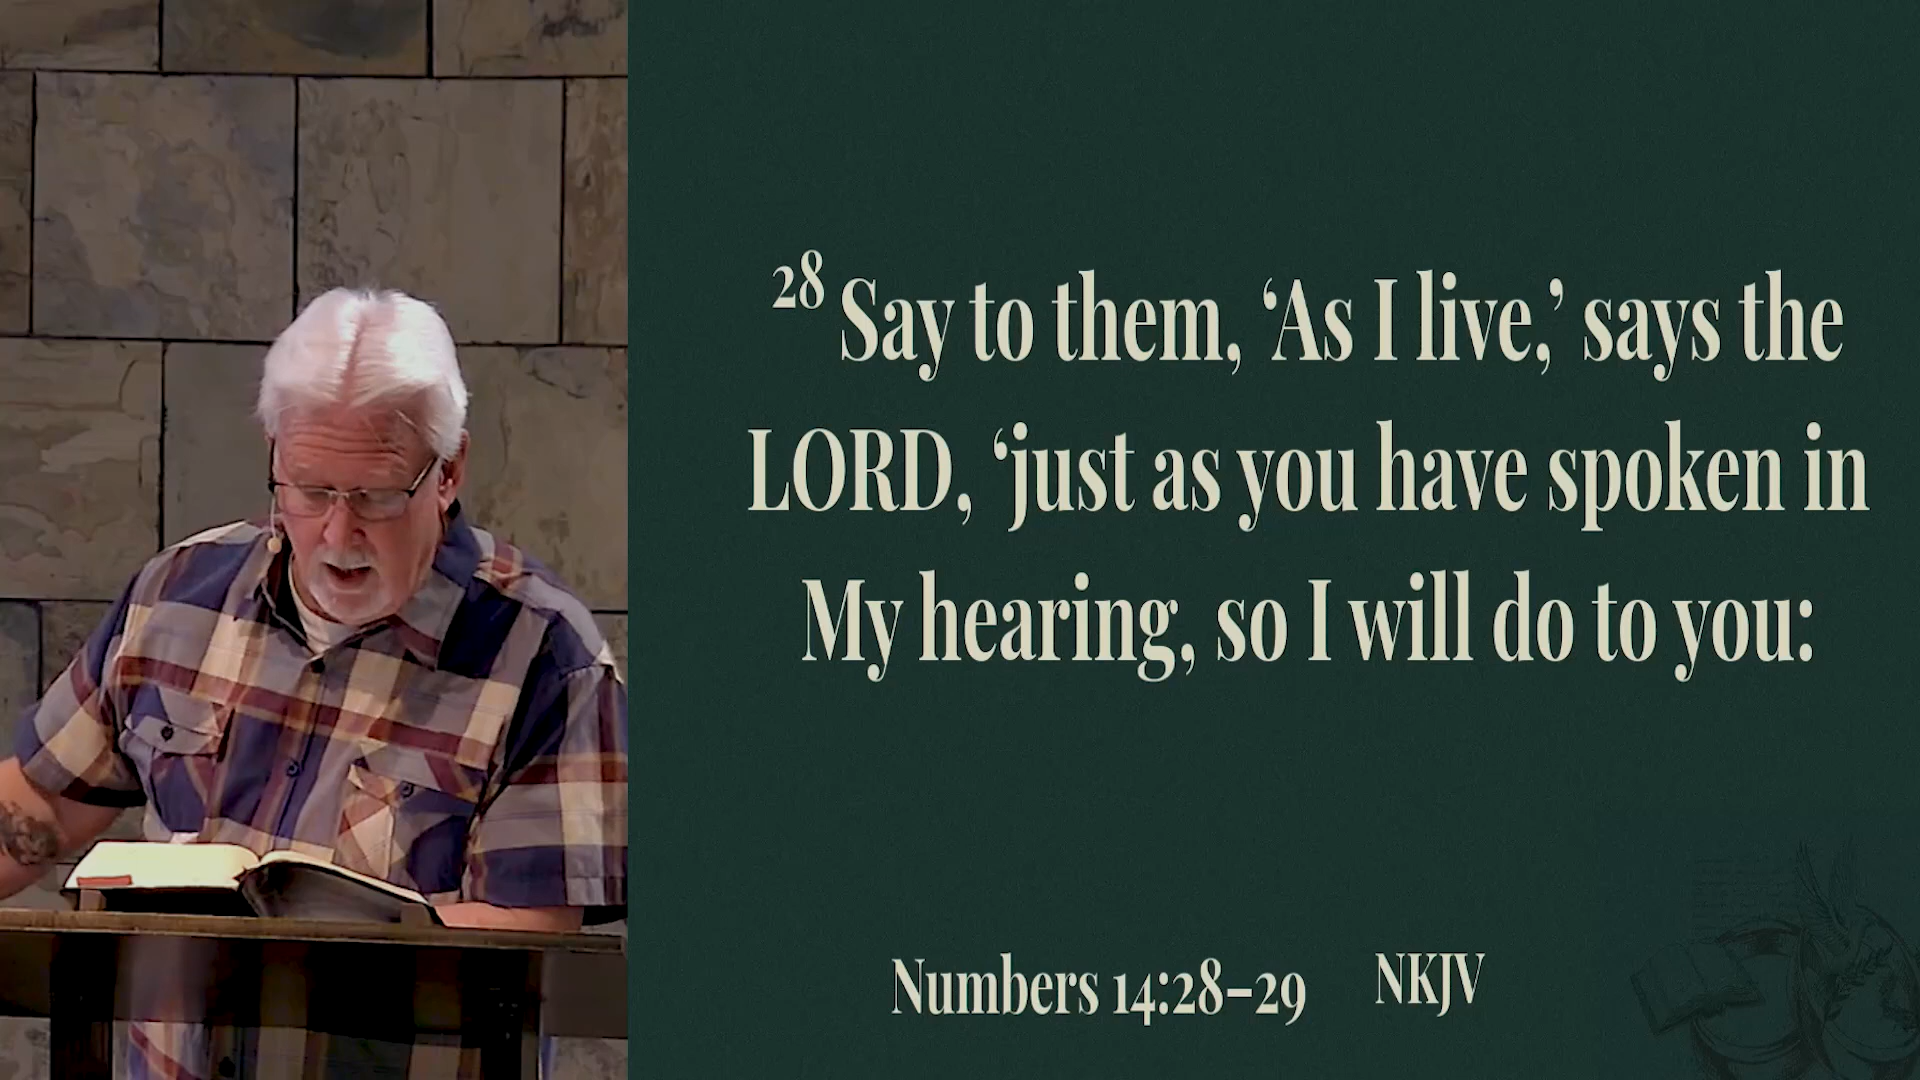 28 Say to them, ‘As I live,’ says the
LORD, ‘just as you have spoken in
My hearing, so I will do to you:
Numbers 14:28–29 NKJV